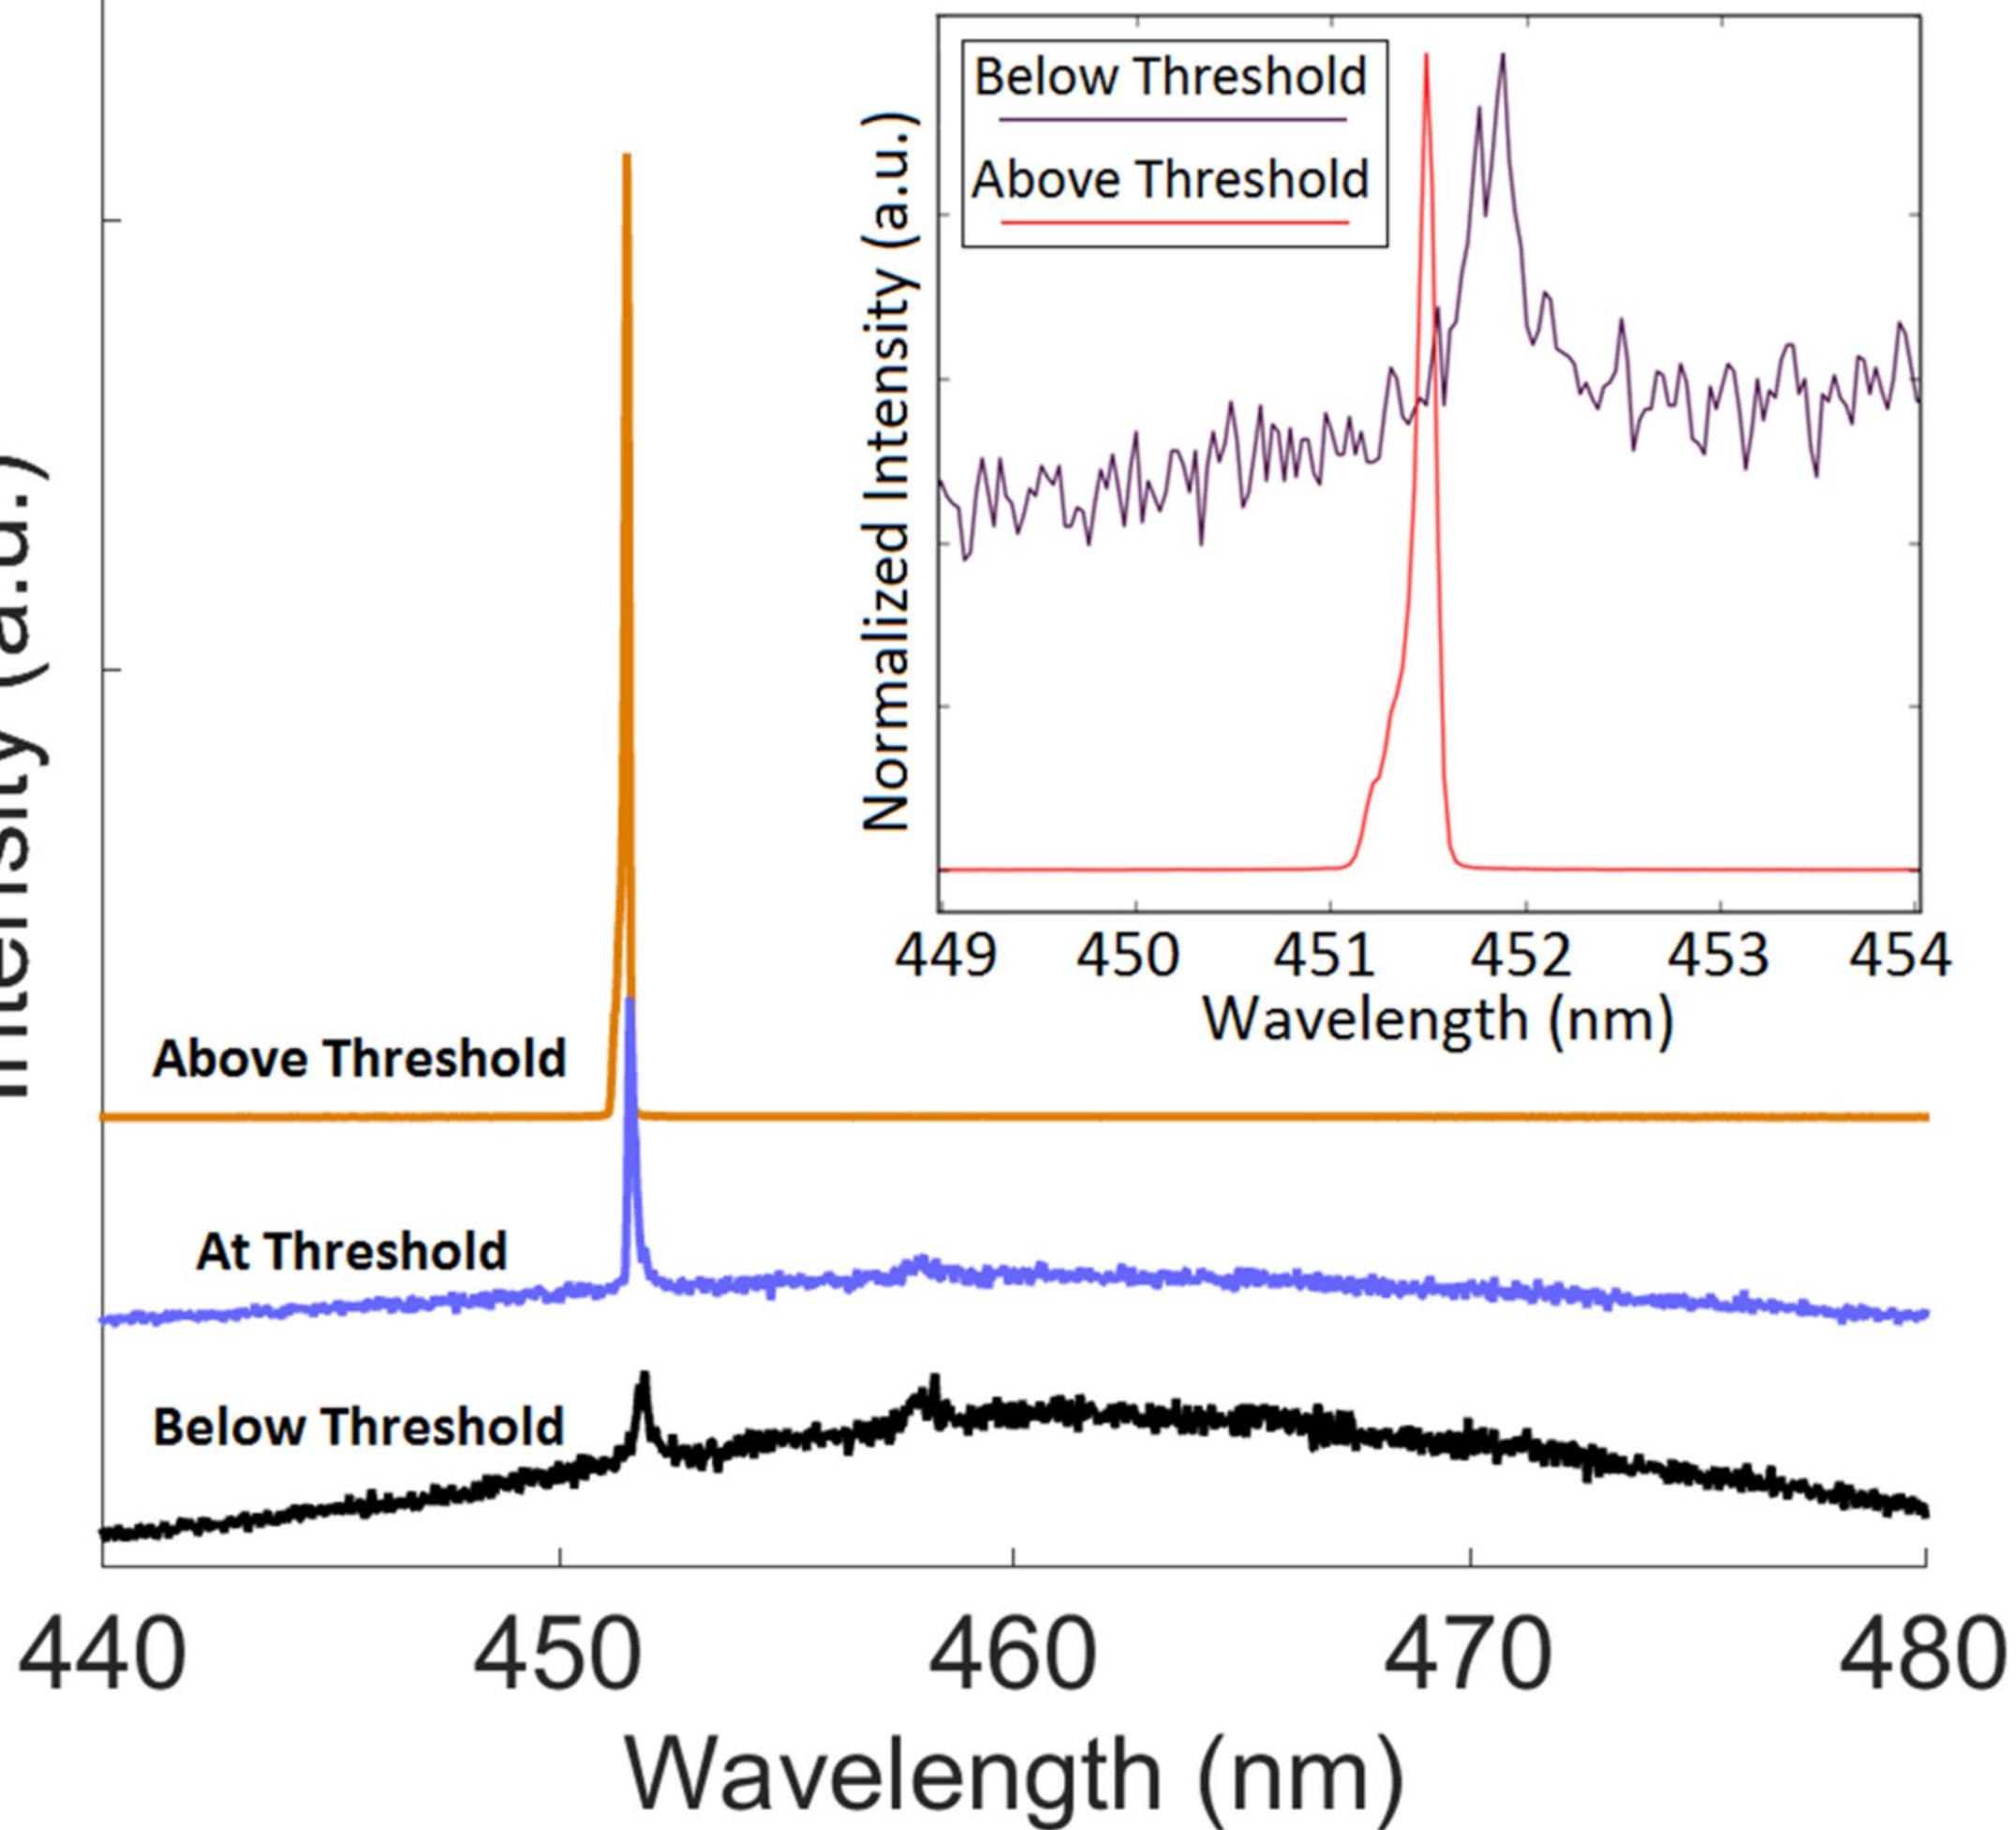 Intensity (a.u.)
Below Threshold
Above Threshold
Normalized Intensity (a.u.)
449 450 451 452 453 454
Wavelength (nm)
Above Threshold
At Threshold
Below Threshold
440 450 460 470 480
Wavelength (nm)